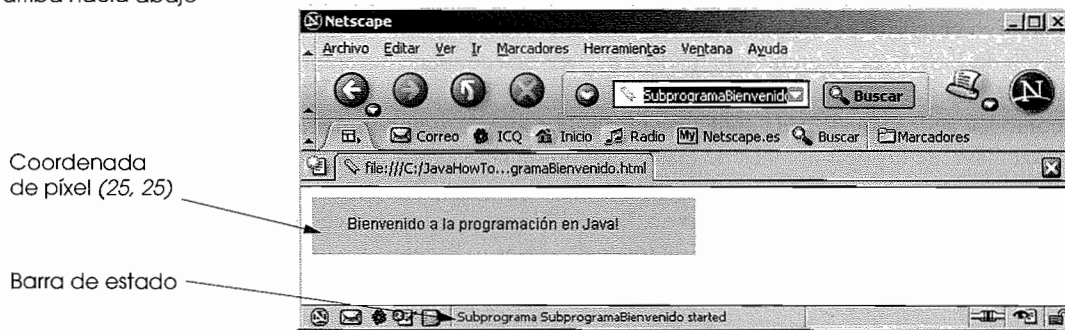 arriba hacia abajo
Netscape
Archivo Editar Ver Ir Marcadores Herramientas Ventana Ayuda
SubprogramaBienvenido
Buscar
N
Correo ICQ Inicio Radio My Netscape.es Buscar Marcadores
file:///C:/JavaHowTo...gramaBienvenido.html
Coordenada
de píxel (25, 25)
Bienvenido a la programación en Java!
Barra de estado
Subprograma SubprogramaBienvenido started